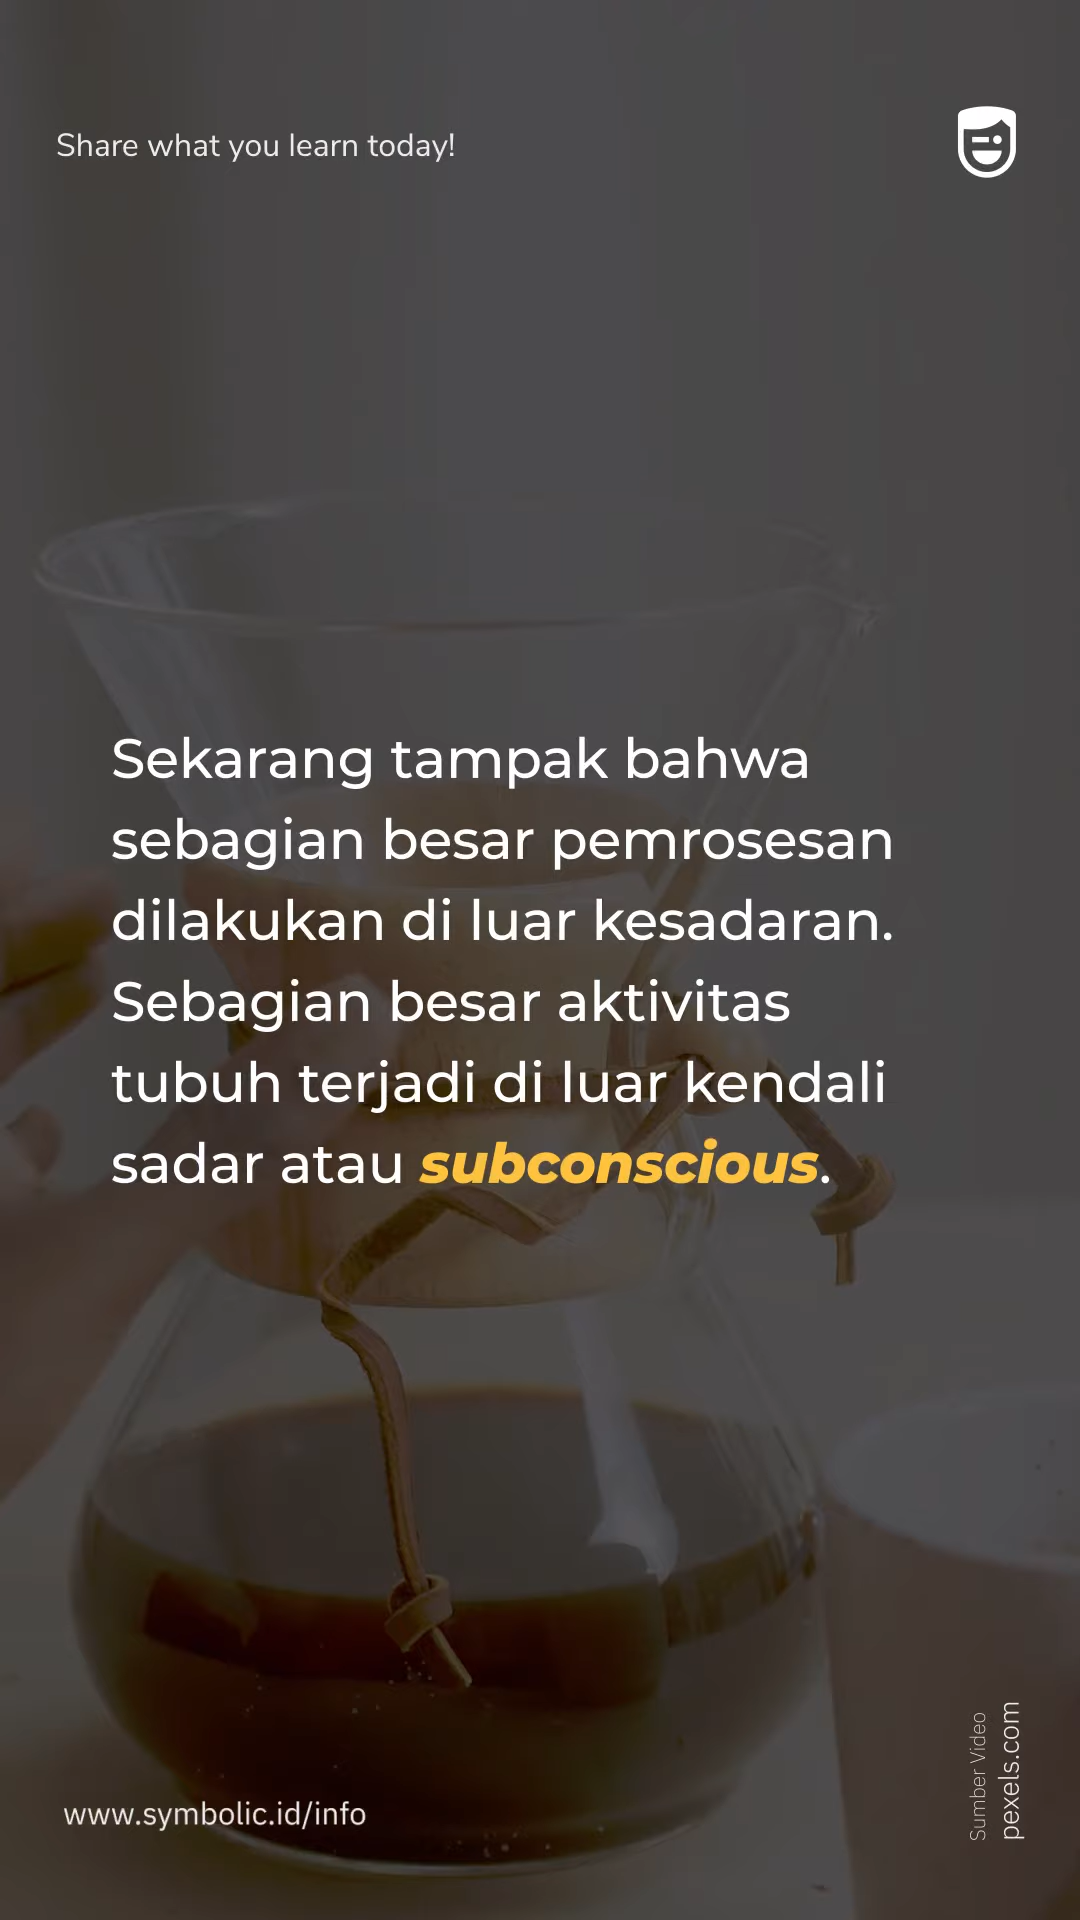 Share what you learn today!
Sekarang tampak bahwa
sebagian besar pemrosesan
dilakukan di luar kesadaran.
Sebagian besar aktivitas
tubuh terjadi di luar kendali
sadar atau subconscious.
www.symbolic.id/info
Sumber Video
pexels.com